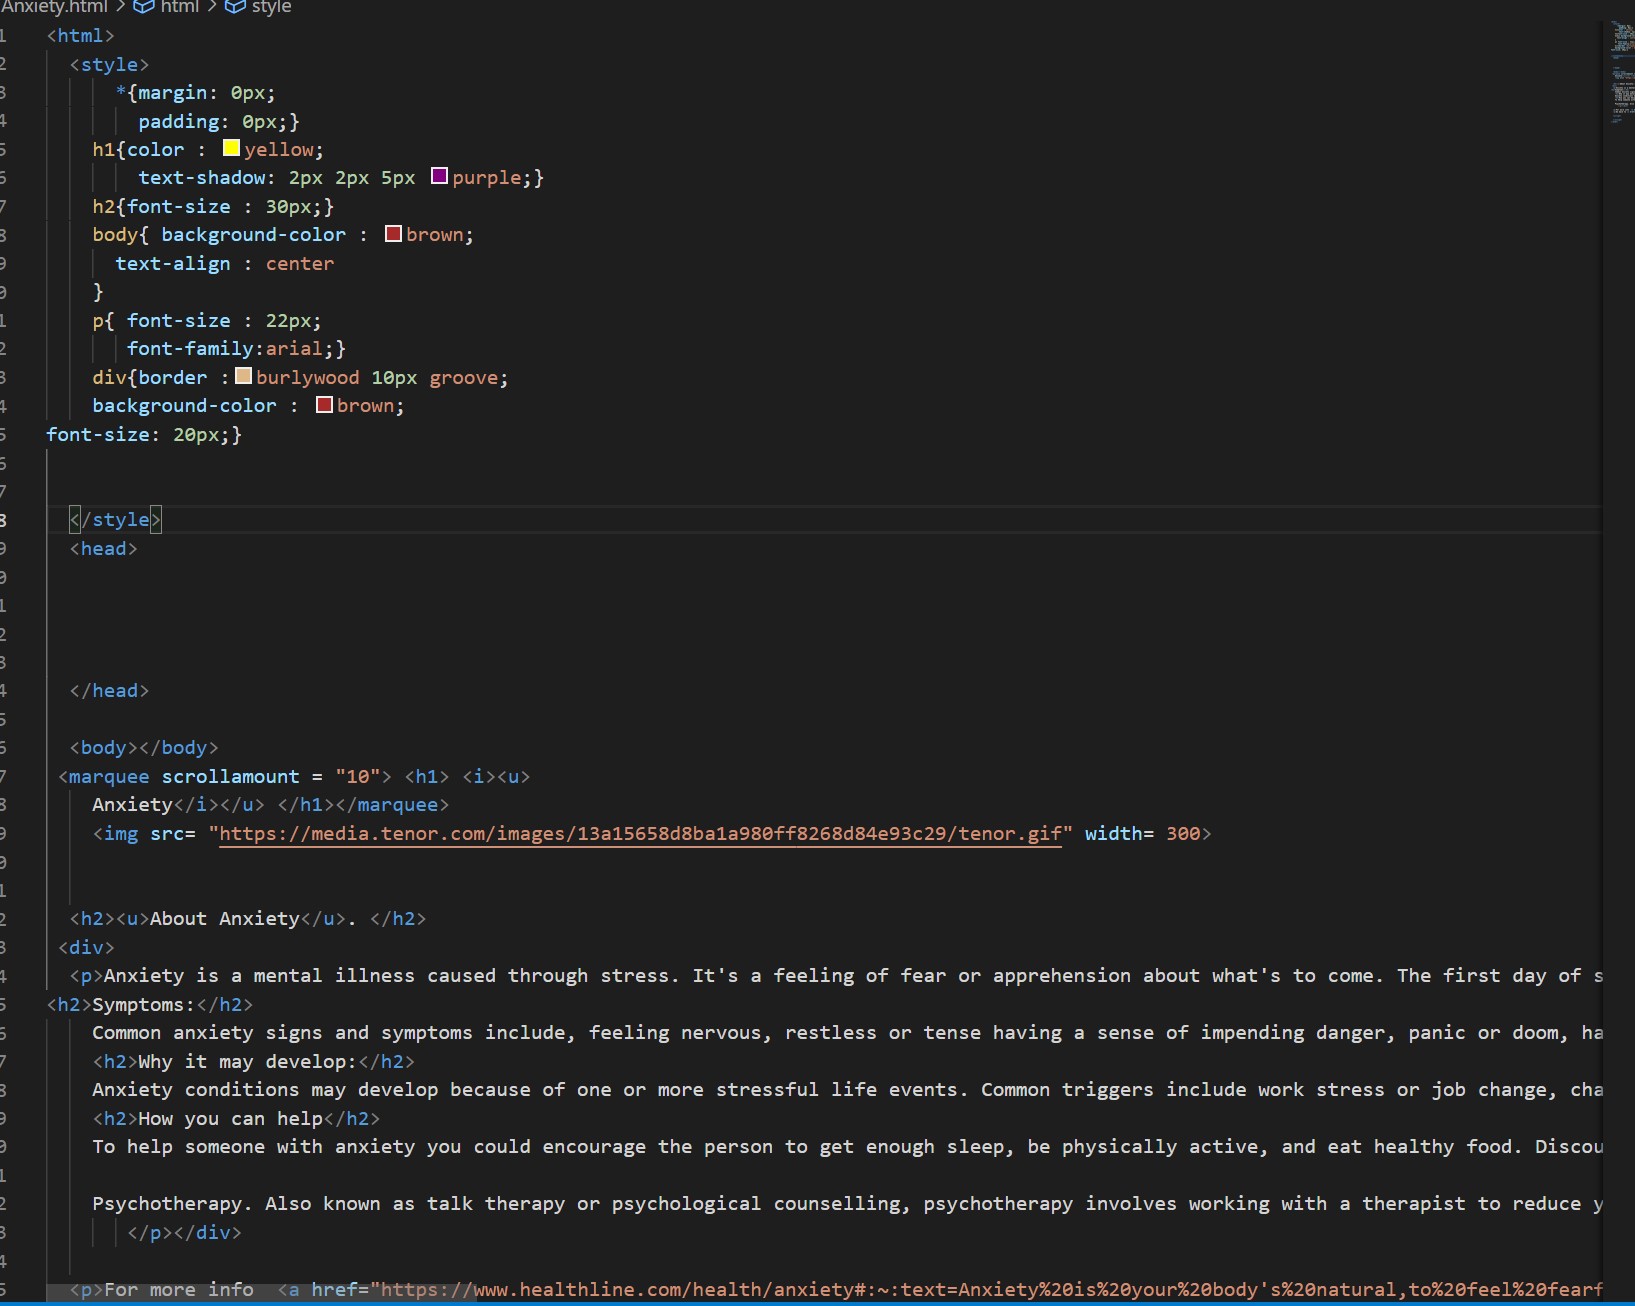 Anxiety.html > html > style
1 <html>
2 <style>
3 *{margin: 0px;
4 padding: 0px;}
5 h1{color : yellow;
6 text-shadow: 2px 2px 5px purple;}
7 h2{font-size : 30px;}
8 body{ background-color : brown;
9 text-align : center
0 }
1 p{ font-size : 22px;
2 font-family:arial;}
3 div{border :burlywood 10px groove;
4 background-color : brown;
5 font-size: 20px;}
6
7
8 </style>
9 <head>
0
1
2
3
4 </head>
5
6 <body></body>
7 <marquee scrollamount = "10"> <h1> <i><u>
8 Anxiety</i></u> </h1></marquee>
9 <img src= "https://media.tenor.com/images/13a15658d8ba1a980ff8268d84e93c29/tenor.gif" width= 300>
0
1
2 <h2><u>About Anxiety</u>. </h2>
3 <div>
4 <p>Anxiety is a mental illness caused through stress. It's a feeling of fear or apprehension about what's to come. The first day of s
5 <h2>Symptoms:</h2>
6 Common anxiety signs and symptoms include, feeling nervous, restless or tense having a sense of impending danger, panic or doom, ha
7 <h2>Why it may develop:</h2>
8 Anxiety conditions may develop because of one or more stressful life events. Common triggers include work stress or job change, cha
9 <h2>How you can help</h2>
0 To help someone with anxiety you could encourage the person to get enough sleep, be physically active, and eat healthy food. Discou
1
2 Psychotherapy. Also known as talk therapy or psychological counselling, psychotherapy involves working with a therapist to reduce y
3 </p></div>
4
5 <p>For more info <a href="https://www.healthline.com/health/anxiety#:~:text=Anxiety%20is%20your%20body's%20natural,to%20feel%20fearf